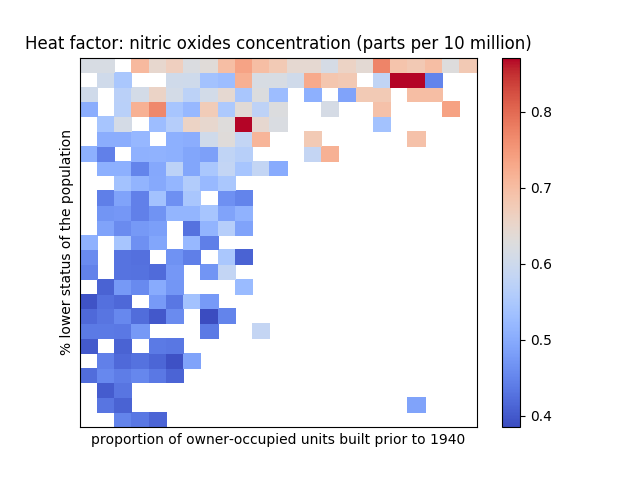 Heat factor: nitric oxides concentration (parts per 10 million)
% lower status of the population
proportion of owner-occupied units built prior to 1940
0.8
0.7
0.6
0.5
0.4